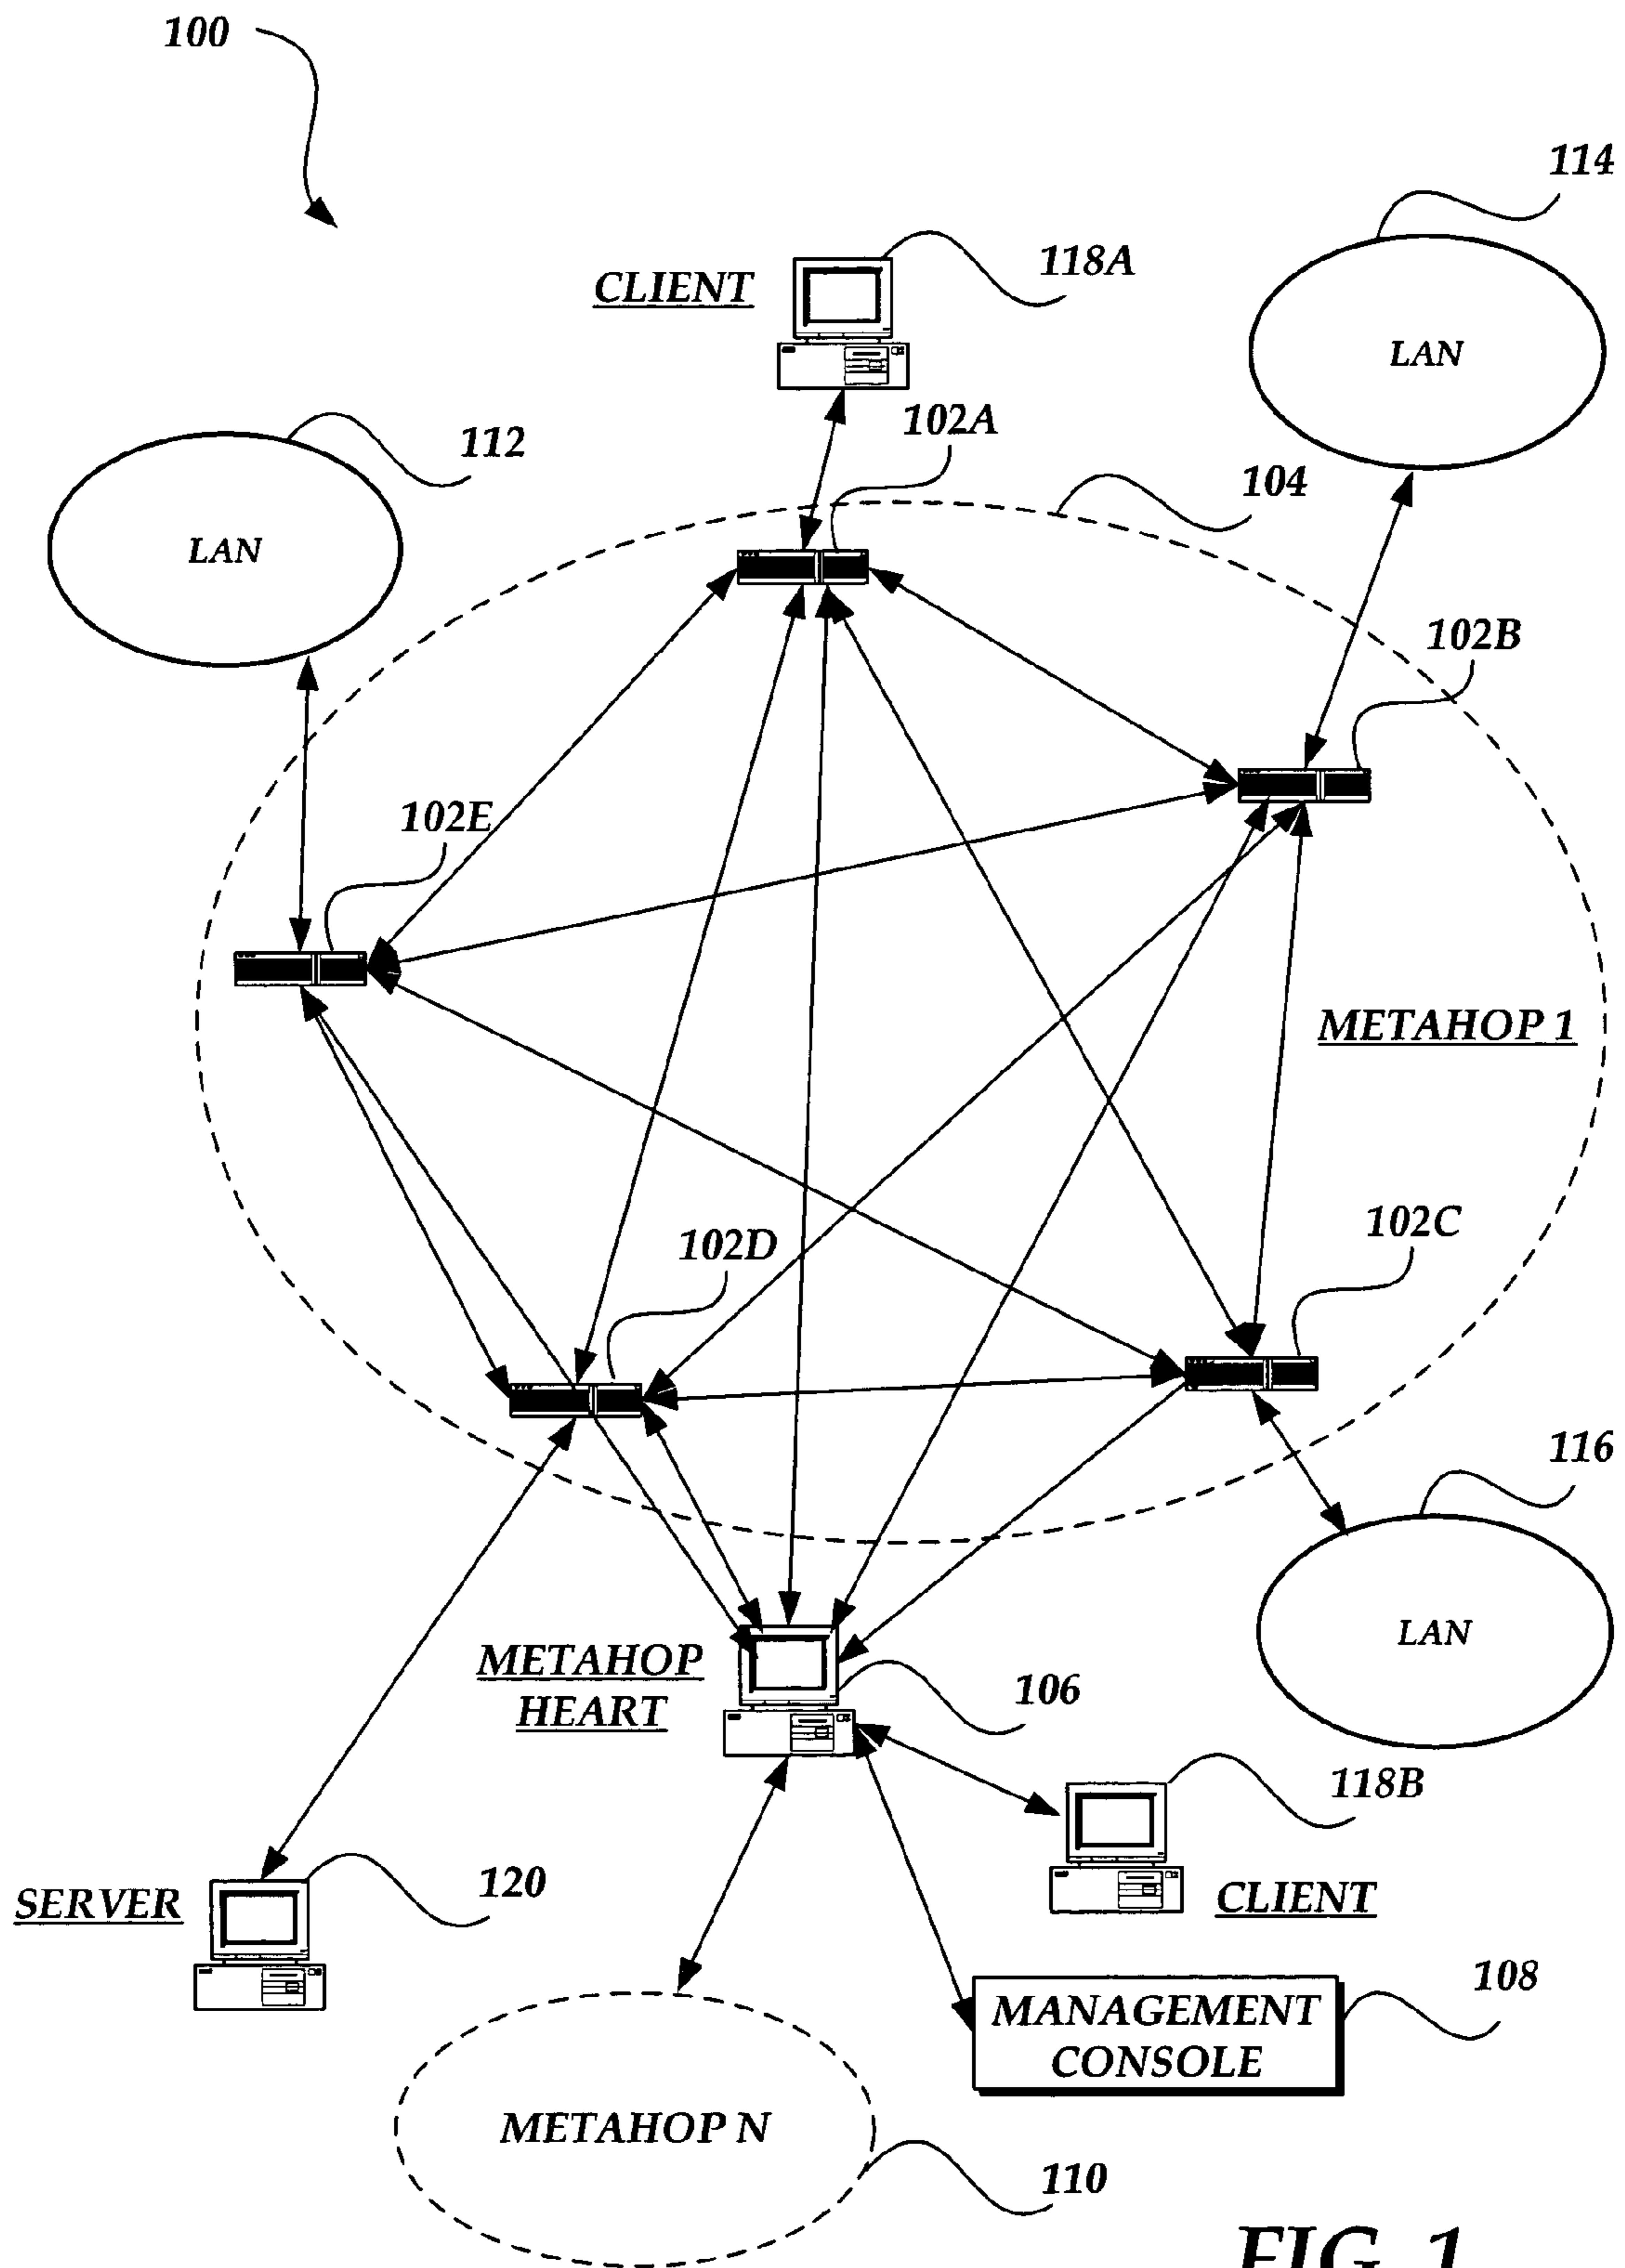 100
114
118A
CLIENT
LAN
102A
112
104
LAN
102B
102E
METAHOP 1
102C
102D
116
LAN
METAHOP
HEART
106
118B
120
SERVER
CLIENT
108
MANAGEMENT
CONSOLE
METAHOP N
110
FIG. 1